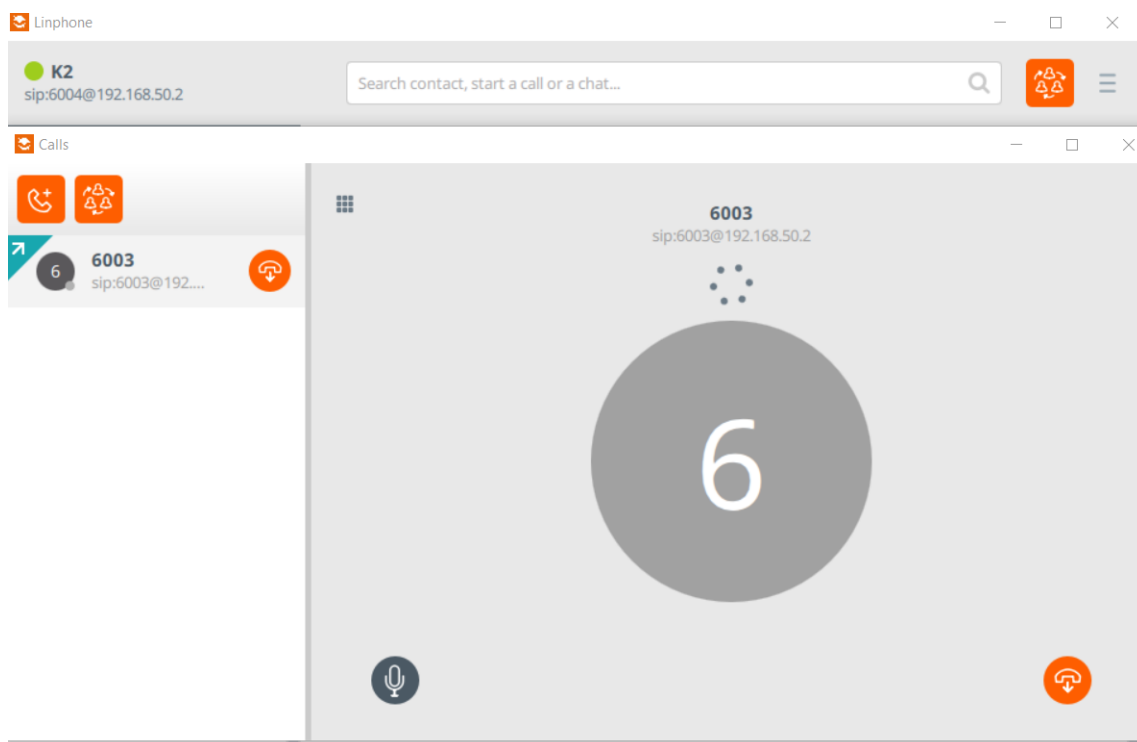 Linphone
K2
sip:6004@192.168.50.2
Search contact, start a call or a chat...
Calls
6
6003
sip:6003@192....
6003
sip:6003@192.168.50.2
6